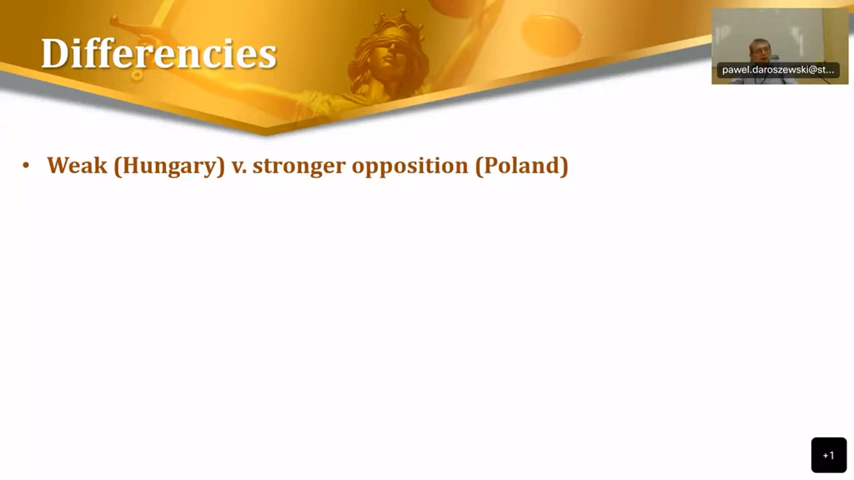 Differencies
pawel.daroszewski@st...
• Weak (Hungary) v. stronger opposition (Poland)
+1